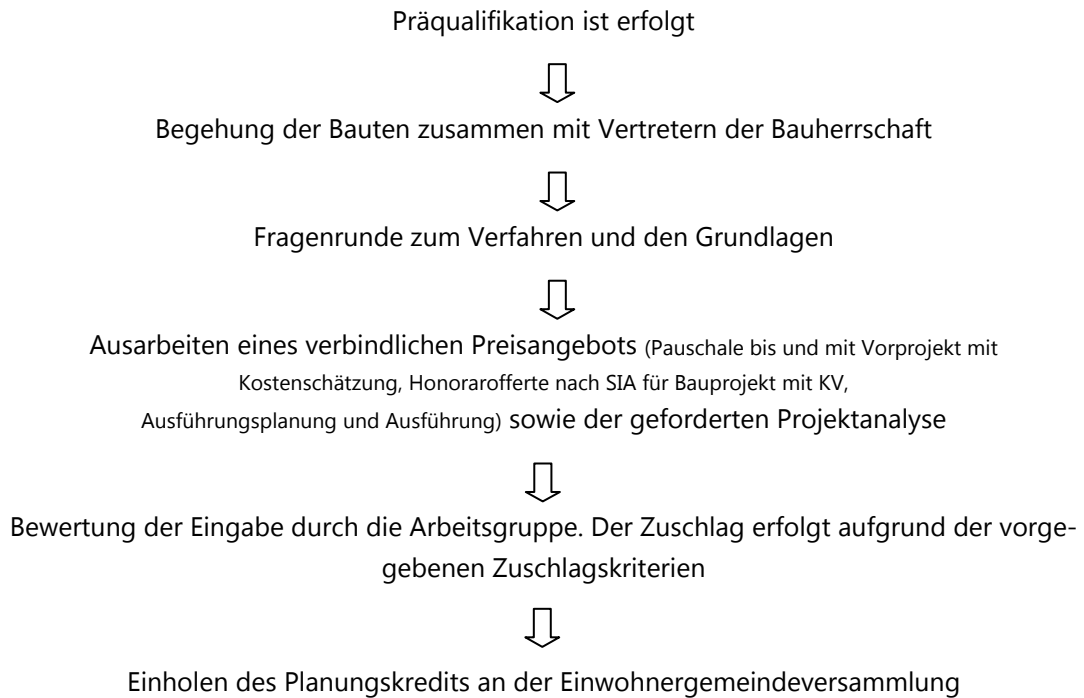 Präqualifikation ist erfolgt
Begehung der Bauten zusammen mit Vertretern der Bauherrschaft
Fragenrunde zum Verfahren und den Grundlagen
Ausarbeiten eines verbindlichen Preisangebots (Pauschale bis und mit Vorprojekt mit
Kostenschätzung, Honorarofferte nach SIA für Bauprojekt mit KV,
Ausführungsplanung und Ausführung) sowie der geforderten Projektanalyse
Bewertung der Eingabe durch die Arbeitsgruppe. Der Zuschlag erfolgt aufgrund der vorge-
gebenen Zuschlagskriterien
Einholen des Planungskredits an der Einwohnergemeindeversammlung